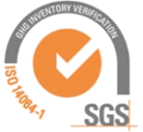 GHG INVENTORY VERIFICATION
ISO 14064-1
SGS